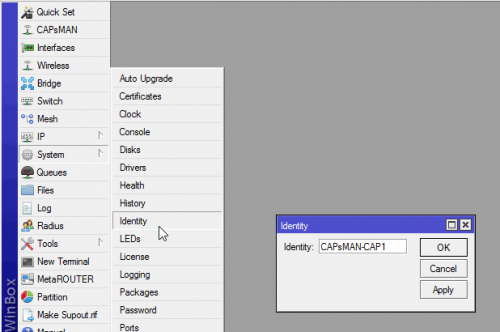 Quick Set
CAPsMAN
Interfaces
Wireless
Bridge
Switch
Mesh
IP
System
Queues
Files
Log
Radius
Tools
New Terminal
MetaROUTER
Partition
Make Supout.rif
Manual
WinBox
Auto Upgrade
Certificates
Clock
Console
Disks
Drivers
Health
History
Identity
LEDs
License
Logging
Packages
Password
Ports
Identity
Identity: CAPsMAN-CAP1
OK
Cancel
Apply